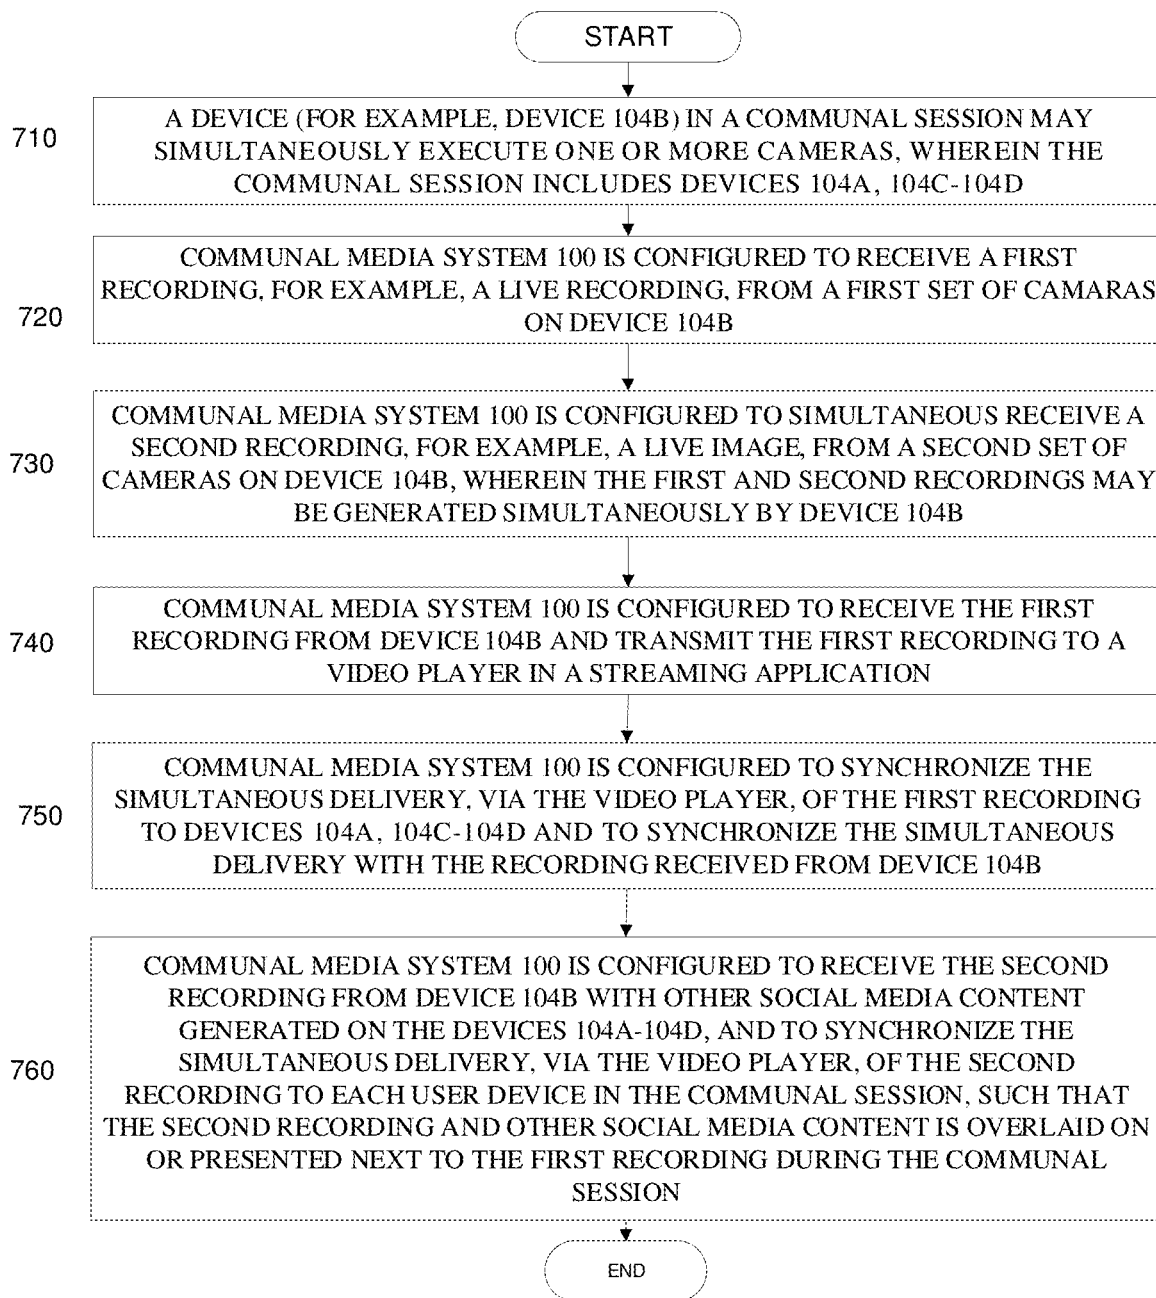 START
710
A DEVICE (FOR EXAMPLE, DEVICE 104B) IN A COMMUNAL SESSION MAY
SIMULTANEOUSLY EXECUTE ONE OR MORE CAMERAS, WHEREIN THE
COMMUNAL SESSION INCLUDES DEVICES 104A, 104C-104D
720
COMMUNAL MEDIA SYSTEM 100 IS CONFIGURED TO RECEIVE A FIRST
RECORDING, FOR EXAMPLE, A LIVE RECORDING, FROM A FIRST SET OF CAMARAS
ON DEVICE 104B
730
COMMUNAL MEDIA SYSTEM 100 IS CONFIGURED TO SIMULTANEOUS RECEIVE A
SECOND RECORDING, FOR EXAMPLE, A LIVE IMAGE, FROM A SECOND SET OF
CAMERAS ON DEVICE 104B, WHEREIN THE FIRST AND SECOND RECORDINGS MAY
BE GENERATED SIMULTANEOUSLY BY DEVICE 104B
740
COMMUNAL MEDIA SYSTEM 100 IS CONFIGURED TO RECEIVE THE FIRST
RECORDING FROM DEVICE 104B AND TRANSMIT THE FIRST RECORDING TO A
VIDEO PLAYER IN A STREAMING APPLICATION
750
COMMUNAL MEDIA SYSTEM 100 IS CONFIGURED TO SYNCHRONIZE THE
SIMULTANEOUS DELIVERY, VIA THE VIDEO PLAYER, OF THE FIRST RECORDING
TO DEVICES 104A, 104C-104D AND TO SYNCHRONIZE THE SIMULTANEOUS
DELIVERY WITH THE RECORDING RECEIVED FROM DEVICE 104B
760
COMMUNAL MEDIA SYSTEM 100 IS CONFIGURED TO RECEIVE THE SECOND
RECORDING FROM DEVICE 104B WITH OTHER SOCIAL MEDIA CONTENT
GENERATED ON THE DEVICES 104A-104D, AND TO SYNCHRONIZE THE
SIMULTANEOUS DELIVERY, VIA THE VIDEO PLAYER, OF THE SECOND
RECORDING TO EACH USER DEVICE IN THE COMMUNAL SESSION, SUCH THAT
THE SECOND RECORDING AND OTHER SOCIAL MEDIA CONTENT IS OVERLAID ON
OR PRESENTED NEXT TO THE FIRST RECORDING DURING THE COMMUNAL
SESSION
END